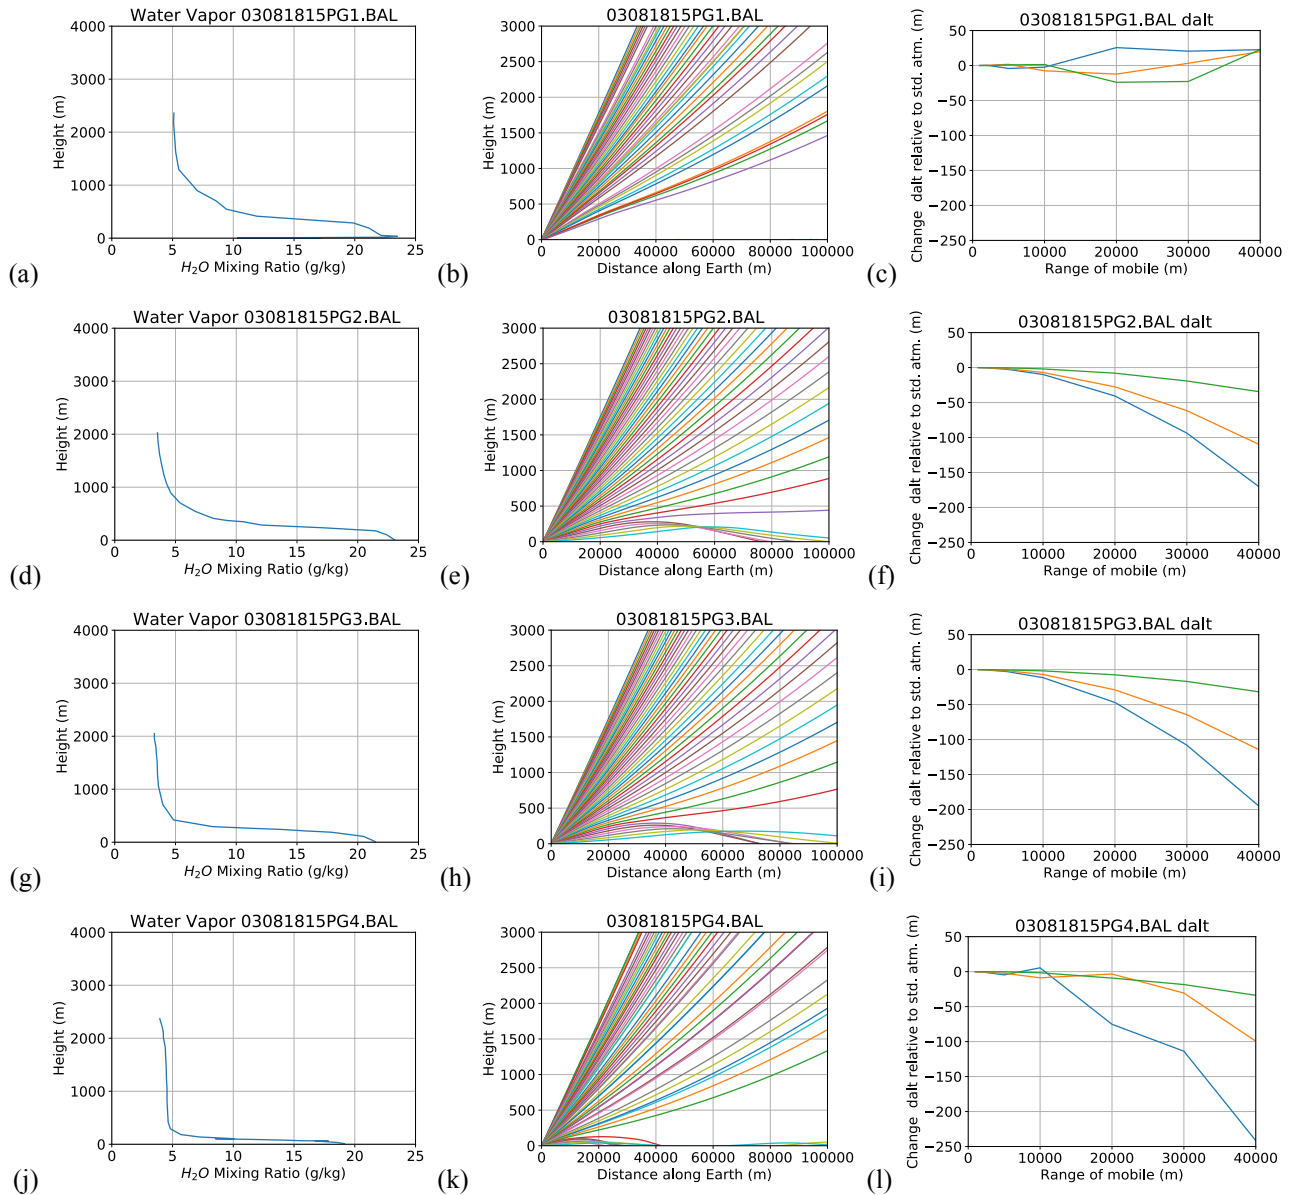 Water Vapor 03081815PG1.BAL
4000
3000
2000
1000
0
Height (m)
0 5 10 15 20 25
H₂O Mixing Ratio (g/kg)
(a)
03081815PG1.BAL
3000
2500
2000
1500
1000
500
0
Height (m)
0 20000 40000 60000 80000 100000
Distance along Earth (m)
(b)
03081815PG1.BAL dalt
50
0
−50
−100
−150
−200
−250
Change dalt relative to std. atm. (m)
10000 20000 30000 40000
Range of mobile (m)
(c)
Water Vapor 03081815PG2.BAL
4000
3000
2000
1000
0
Height (m)
0 5 10 15 20 25
H₂O Mixing Ratio (g/kg)
(d)
03081815PG2.BAL
3000
2500
2000
1500
1000
500
0
Height (m)
0 20000 40000 60000 80000 100000
Distance along Earth (m)
(e)
03081815PG2.BAL dalt
50
0
−50
−100
−150
−200
−250
Change dalt relative to std. atm. (m)
10000 20000 30000 40000
Range of mobile (m)
(f)
Water Vapor 03081815PG3.BAL
4000
3000
2000
1000
0
Height (m)
0 5 10 15 20 25
H₂O Mixing Ratio (g/kg)
(g)
03081815PG3.BAL
3000
2500
2000
1500
1000
500
0
Height (m)
0 20000 40000 60000 80000 100000
Distance along Earth (m)
(h)
03081815PG3.BAL dalt
50
0
−50
−100
−150
−200
−250
Change dalt relative to std. atm. (m)
10000 20000 30000 40000
Range of mobile (m)
(i)
Water Vapor 03081815PG4.BAL
4000
3000
2000
1000
0
Height (m)
0 5 10 15 20 25
H₂O Mixing Ratio (g/kg)
(j)
03081815PG4.BAL
3000
2500
2000
1500
1000
500
0
Height (m)
0 20000 40000 60000 80000 100000
Distance along Earth (m)
(k)
03081815PG4.BAL dalt
50
0
−50
−100
−150
−200
−250
Change dalt relative to std. atm. (m)
10000 20000 30000 40000
Range of mobile (m)
(l)